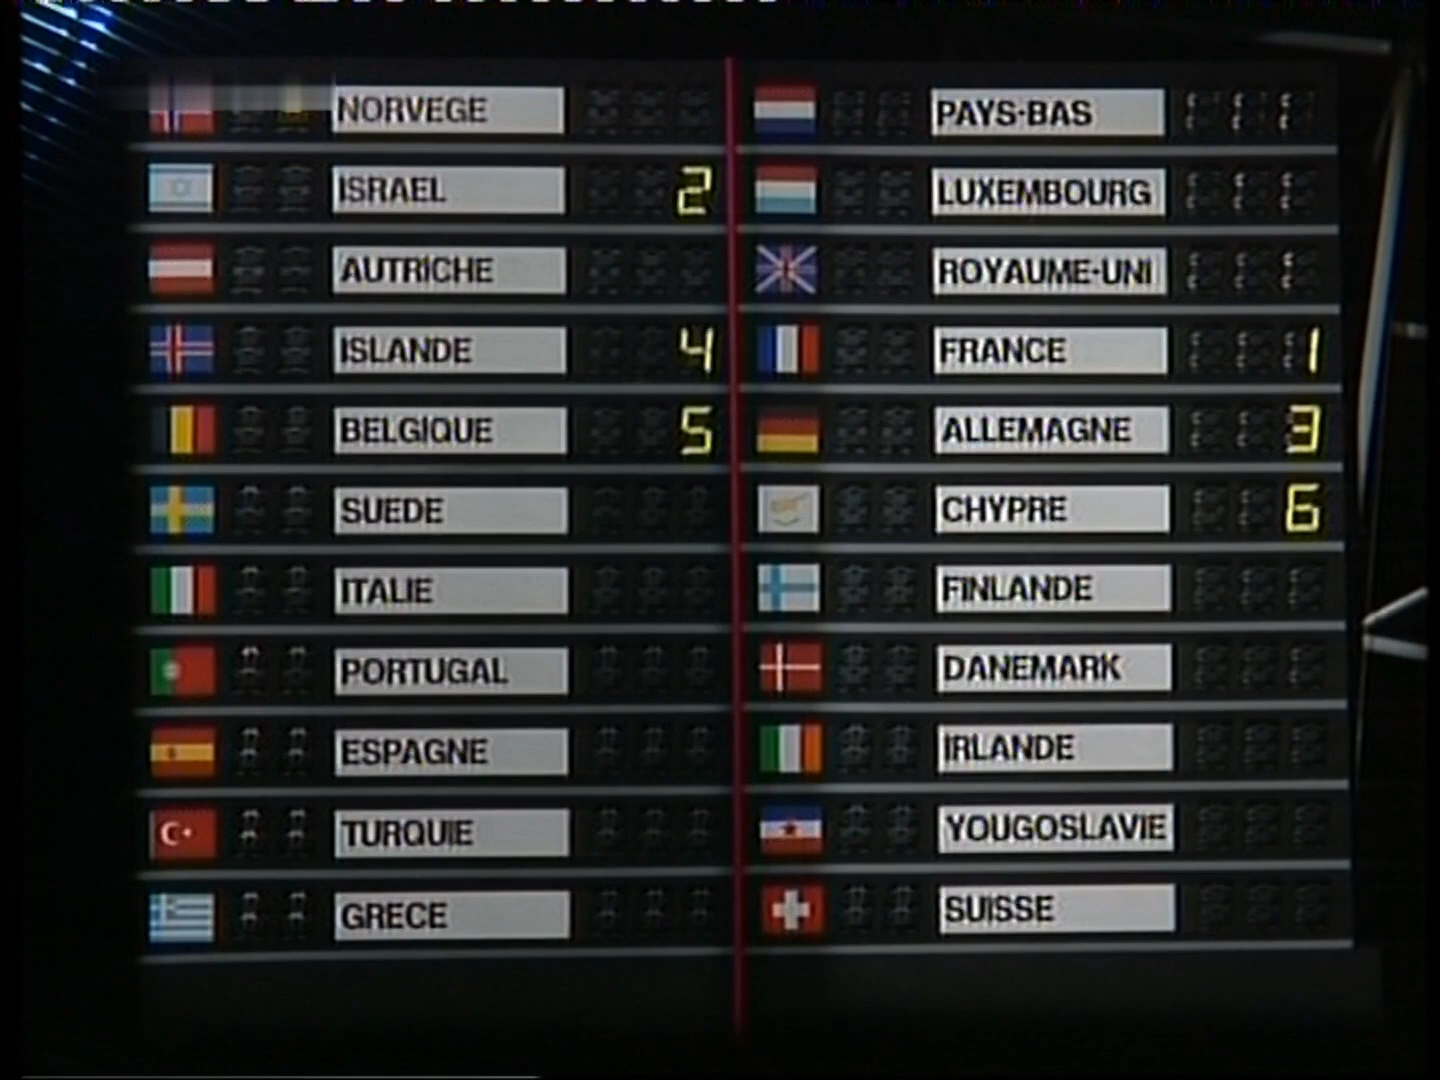 NORVEGE
ISRAEL 2
AUTRICHE
ISLANDE 4
BELGIQUE 5
SUEDE
ITALIE
PORTUGAL
ESPAGNE
TURQUIE
GRECE
PAYS-BAS
LUXEMBOURG
ROYAUME-UNI
FRANCE 1
ALLEMAGNE 3
CHYPRE 6
FINLANDE
DANEMARK
IRLANDE
YOUGOSLAVIE
SUISSE